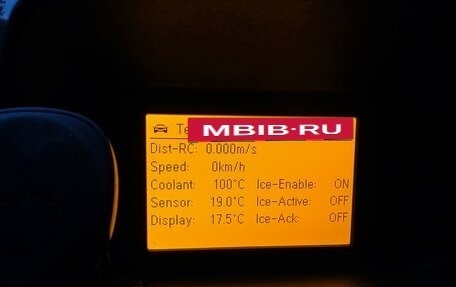 MBIB·RU
Dist-RC: 0.000m/s
Speed: 0km/h
Coolant: 100°C Ice-Enable: ON
Sensor: 19.0°C Ice-Active: OFF
Display: 17.5°C Ice-Ack: OFF